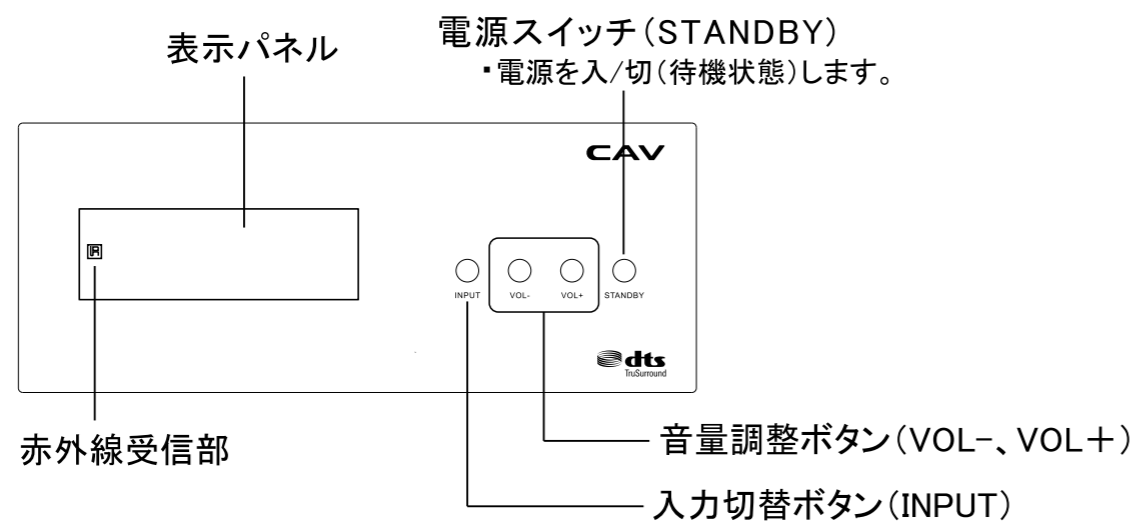 電源スイッチ(STANDBY)
・電源を入/切(待機状態)します。
表示パネル
CAV
IR
INPUT
VOL-
VOL+
STANDBY
dts
TruSurround
赤外線受信部
音量調整ボタン(VOL-、VOL+)
入力切替ボタン(INPUT)